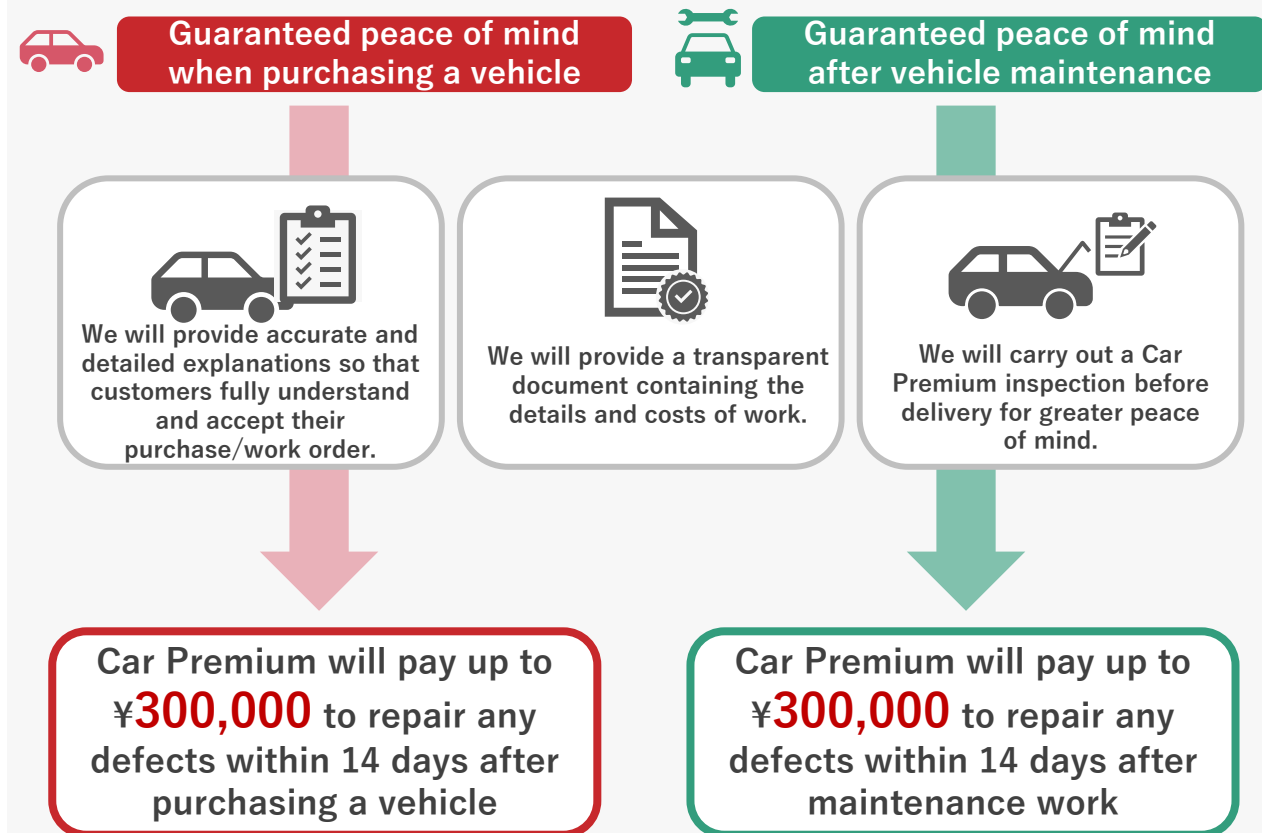 Guaranteed peace of mind
when purchasing a vehicle
Guaranteed peace of mind
after vehicle maintenance
We will provide accurate and
detailed explanations so that
customers fully understand
and accept their
purchase/work order.
We will provide a transparent
document containing the
details and costs of work.
We will carry out a Car
Premium inspection before
delivery for greater peace
of mind.
Car Premium will pay up to
¥300,000 to repair any
defects within 14 days after
purchasing a vehicle
Car Premium will pay up to
¥300,000 to repair any
defects within 14 days after
maintenance work